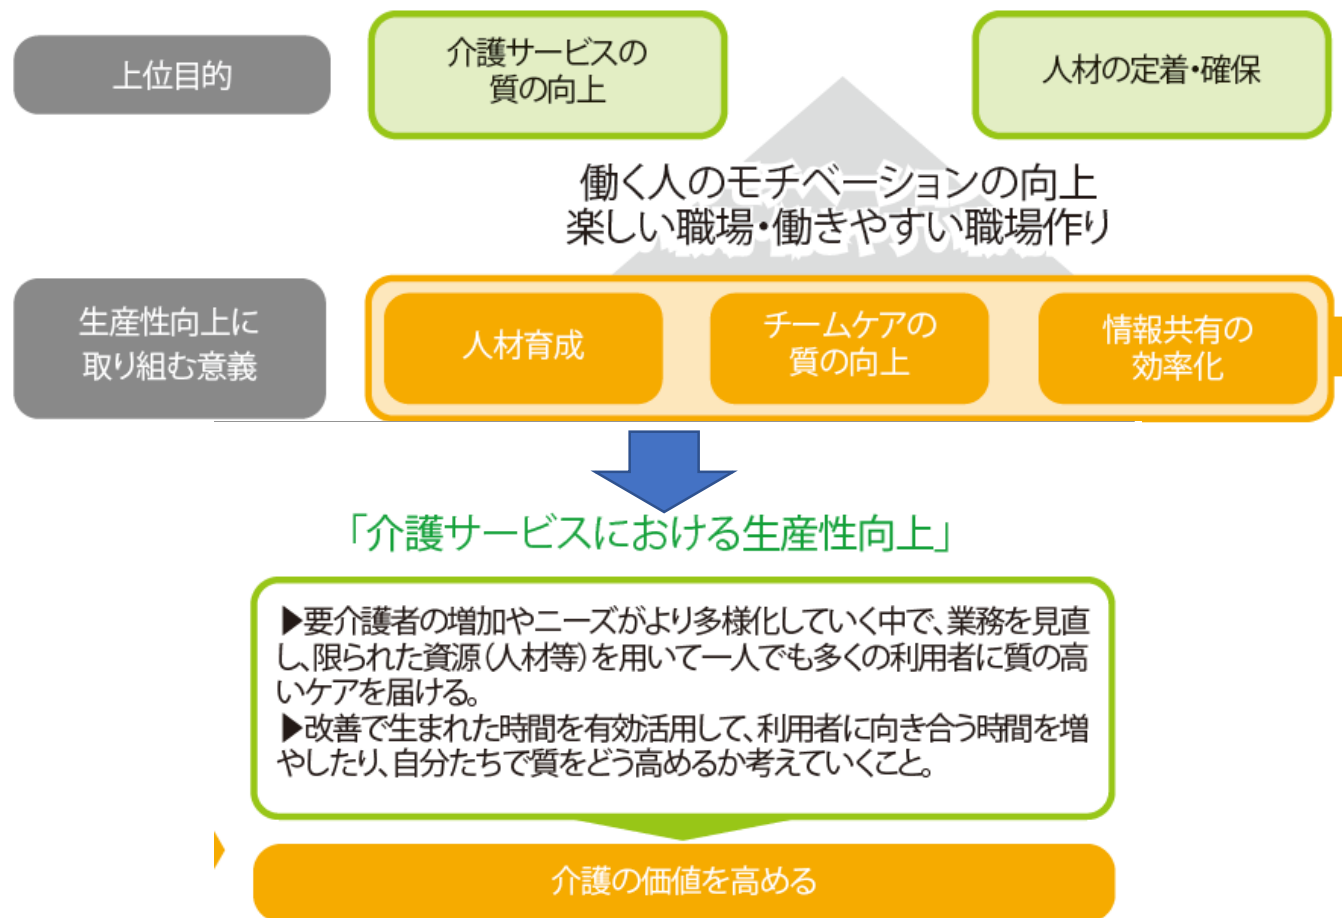 上位目的
介護サービスの
質の向上
人材の定着・確保
働く人のモチベーションの向上
楽しい職場・働きやすい職場作り
生産性向上に
取り組む意義
人材育成
チームケアの
質の向上
情報共有の
効率化
「介護サービスにおける生産性向上」
▶要介護者の増加やニーズがより多様化していく中で、業務を見直
し、限られた資源(人材等)を用いて一人でも多くの利用者に質の高
いケアを届ける。
▶改善で生まれた時間を有効活用して、利用者に向き合う時間を増
やしたり、自分たちで質をどう高めるか考えていくこと。
介護の価値を高める